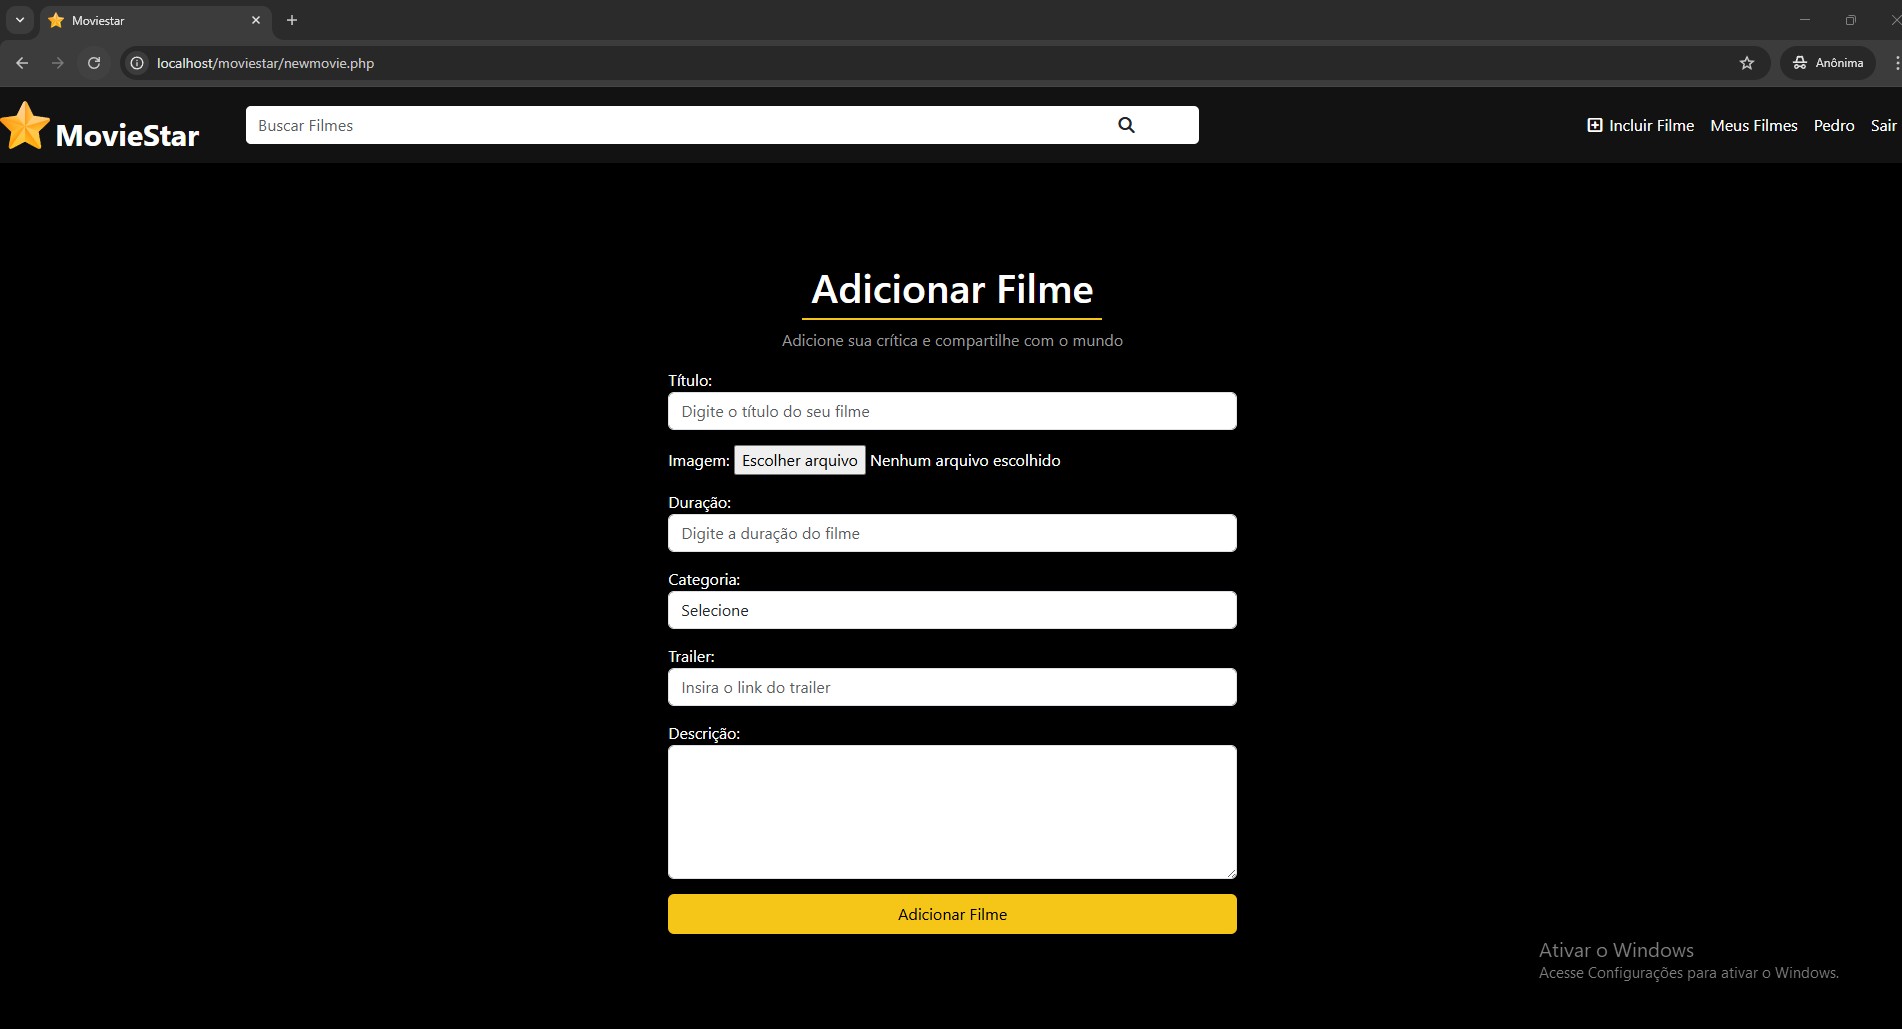 Moviestar
localhost/moviestar/newmovie.php
Anônima
MovieStar
Buscar Filmes
Incluir Filme
Meus Filmes
Pedro
Sair
Adicionar Filme
Adicione sua crítica e compartilhe com o mundo
Título:
Digite o título do seu filme
Imagem: Escolher arquivo Nenhum arquivo escolhido
Duração:
Digite a duração do filme
Categoria:
Selecione
Trailer:
Insira o link do trailer
Descrição:
Adicionar Filme
Ativar o Windows
Acesse Configurações para ativar o Windows.